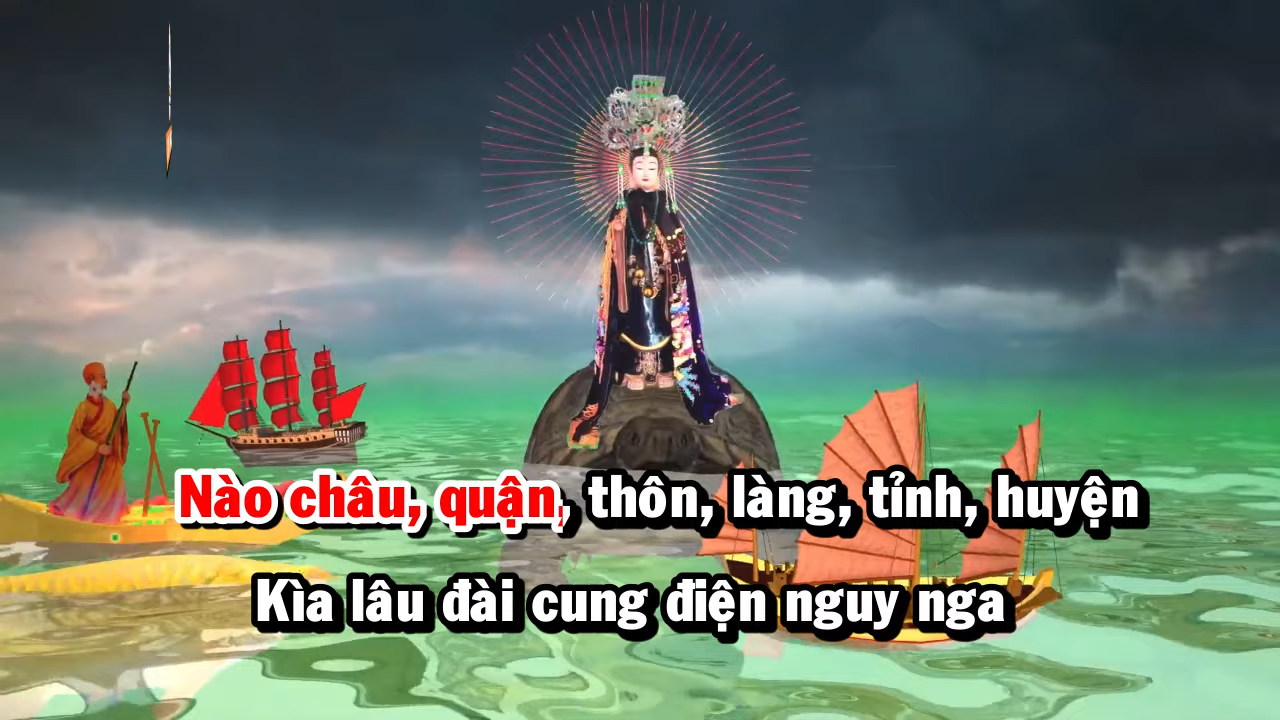 Nào châu, quận, thôn, làng, tỉnh, huyện
Kìa lâu đài cung điện nguy nga